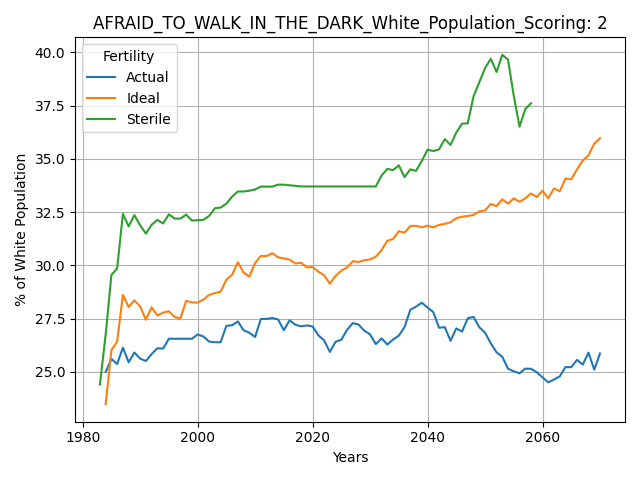 AFRAID_TO_WALK_IN_THE_DARK_White_Population_Scoring: 2
Fertility
Actual
Ideal
Sterile
40.0
37.5
35.0
32.5
30.0
27.5
25.0
% of White Population
1980
2000
2020
2040
2060
Years